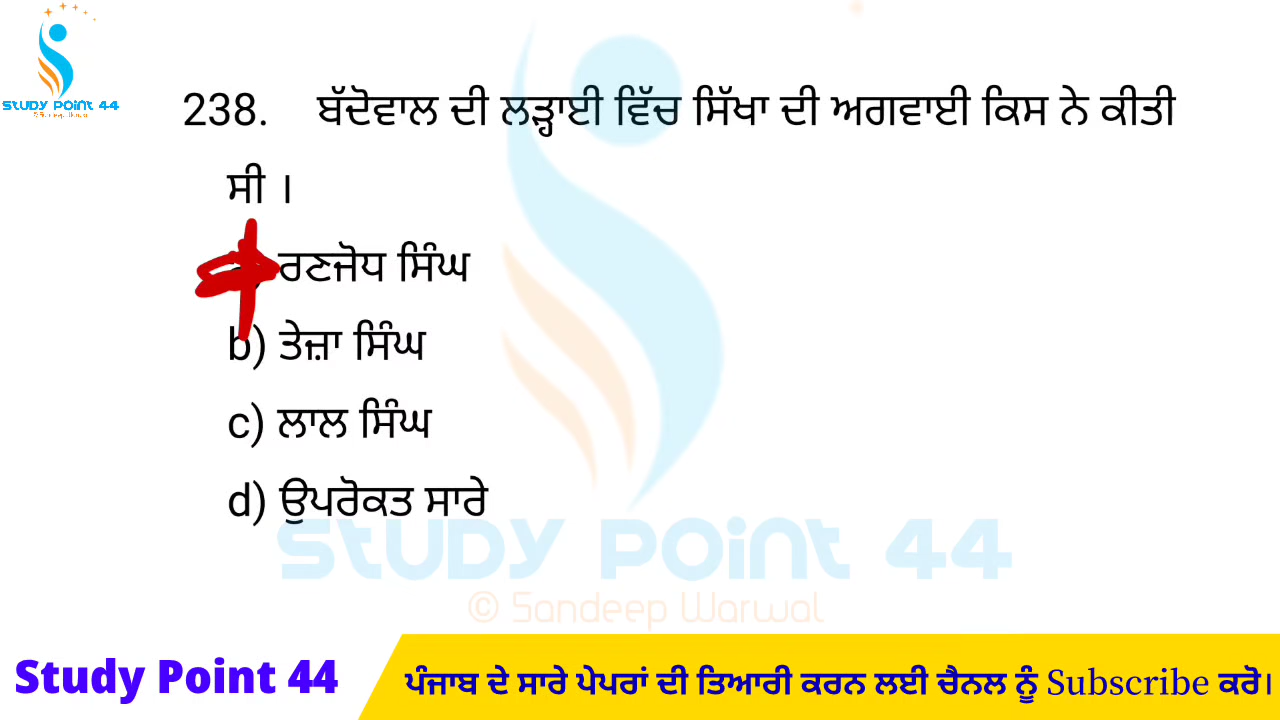 STUDY POINT 44
238. ਬੱਦੋਵਾਲ ਦੀ ਲੜ੍ਹਾਈ ਵਿੱਚ ਸਿੱਖਾ ਦੀ ਅਗਵਾਈ ਕਿਸ ਨੇ ਕੀਤੀ
ਸੀ ।
ਰਣਜੋਧ ਸਿੰਘ
b) ਤੇਜ਼ਾ ਸਿੰਘ
c) ਲਾਲ ਸਿੰਘ
d) ਉਪਰੋਕਤ ਸਾਰੇ
STUDY POINT 44
© Sandeep Warwal
Study Point 44
ਪੰਜਾਬ ਦੇ ਸਾਰੇ ਪੇਪਰਾਂ ਦੀ ਤਿਆਰੀ ਕਰਨ ਲਈ ਚੈਨਲ ਨੂੰ Subscribe ਕਰੋ।